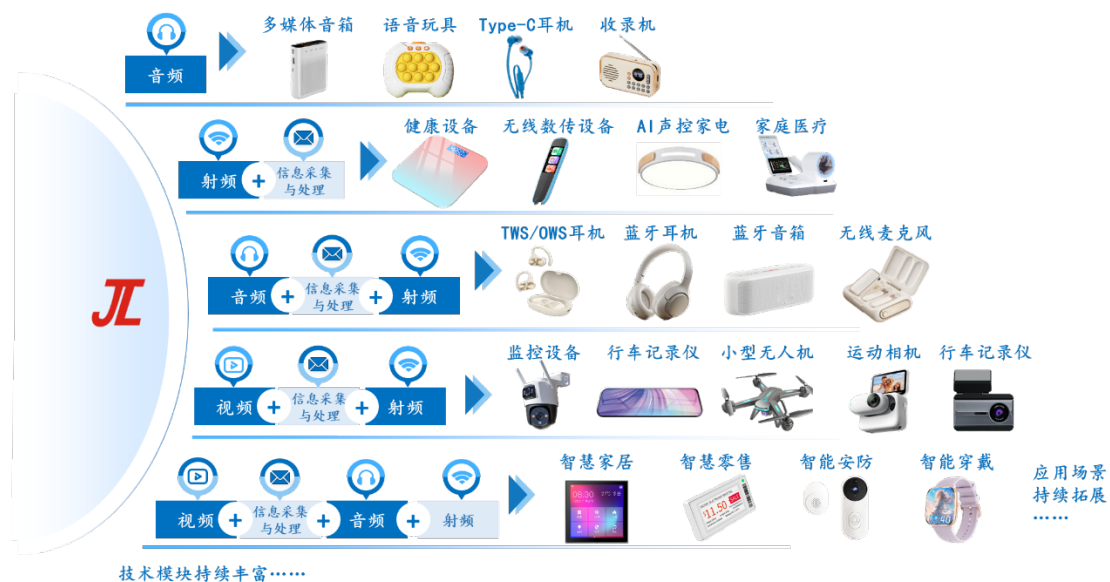 多媒体音箱 语音玩具 Type-C耳机 收录机
音频
健康设备 无线数传设备 AI声控家电 家庭医疗
射频 + 信息采集与处理
TWS/OWS耳机 蓝牙耳机 蓝牙音箱 无线麦克风
音频 + 信息采集与处理 + 射频
JL
监控设备 行车记录仪 小型无人机 运动相机 行车记录仪
视频 + 信息采集与处理 + 射频
智慧家居 智慧零售 智能安防 智能穿戴
视频 + 信息采集与处理 + 音频 + 射频
08:30
$11.50
应用场景
持续拓展
……
技术模块持续丰富……